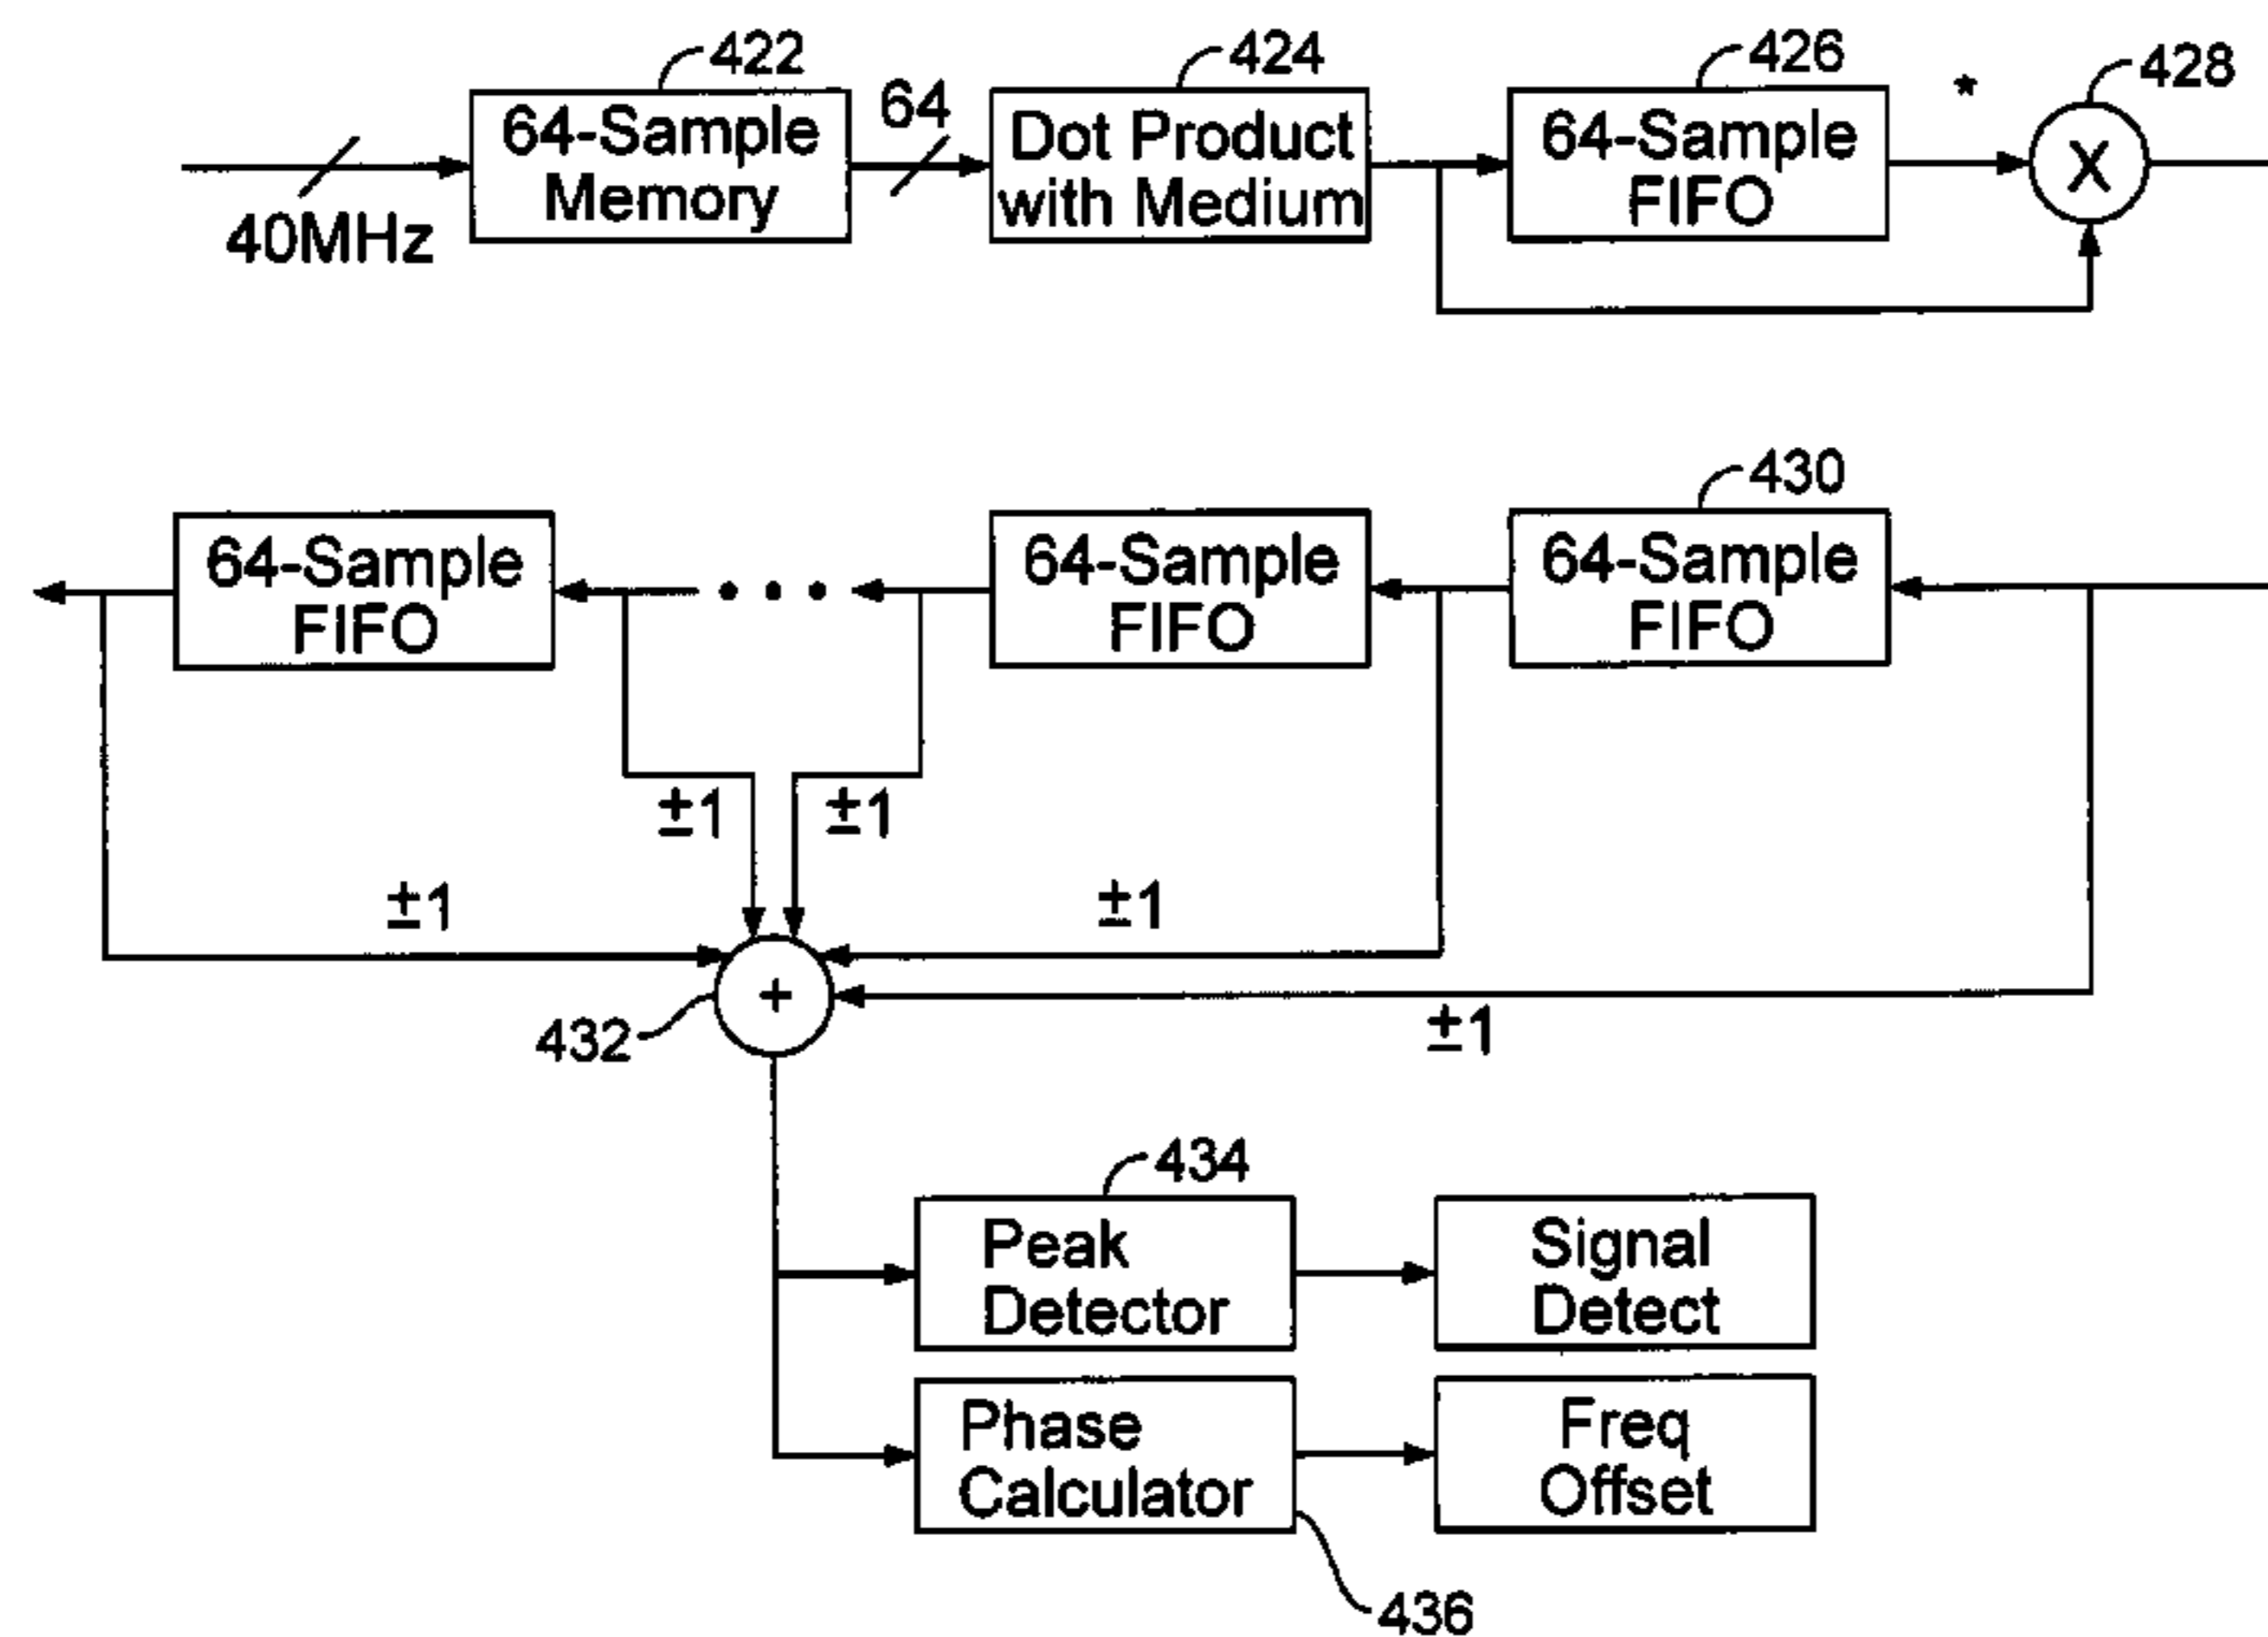 422
424
426
428
64-Sample
Memory
64
Dot Product
with Medium
64-Sample
FIFO
*
X
40MHz
430
64-Sample
FIFO
• • •
64-Sample
FIFO
64-Sample
FIFO
±1
±1
±1
±1
±1
+
432
434
Peak
Detector
Signal
Detect
Phase
Calculator
Freq
Offset
436